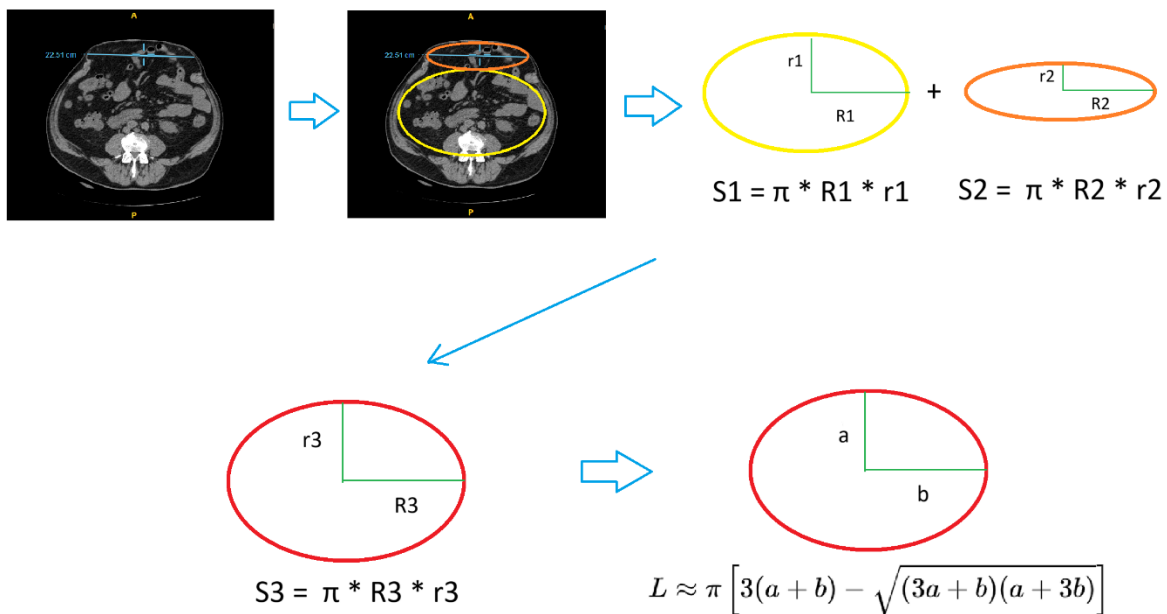 A
A
22.51 cm
22.51 cm
r1
R1
+
r2
R2
P
P
S1 = π * R1 * r1
S2 = π * R2 * r2
r3
R3
a
b
S3 = π * R3 * r3
L ≈ π [3(a + b) − √(3a + b)(a + 3b)]